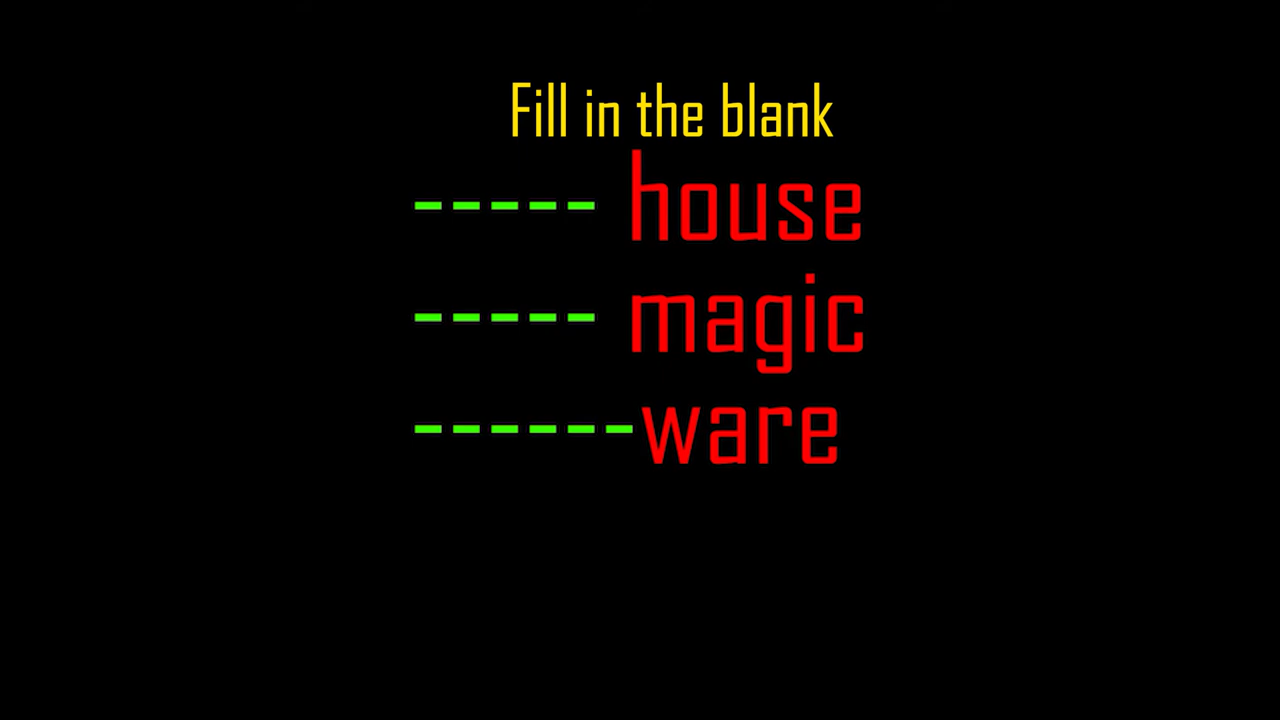 Fill in the blank
----- house
----- magic
------ware